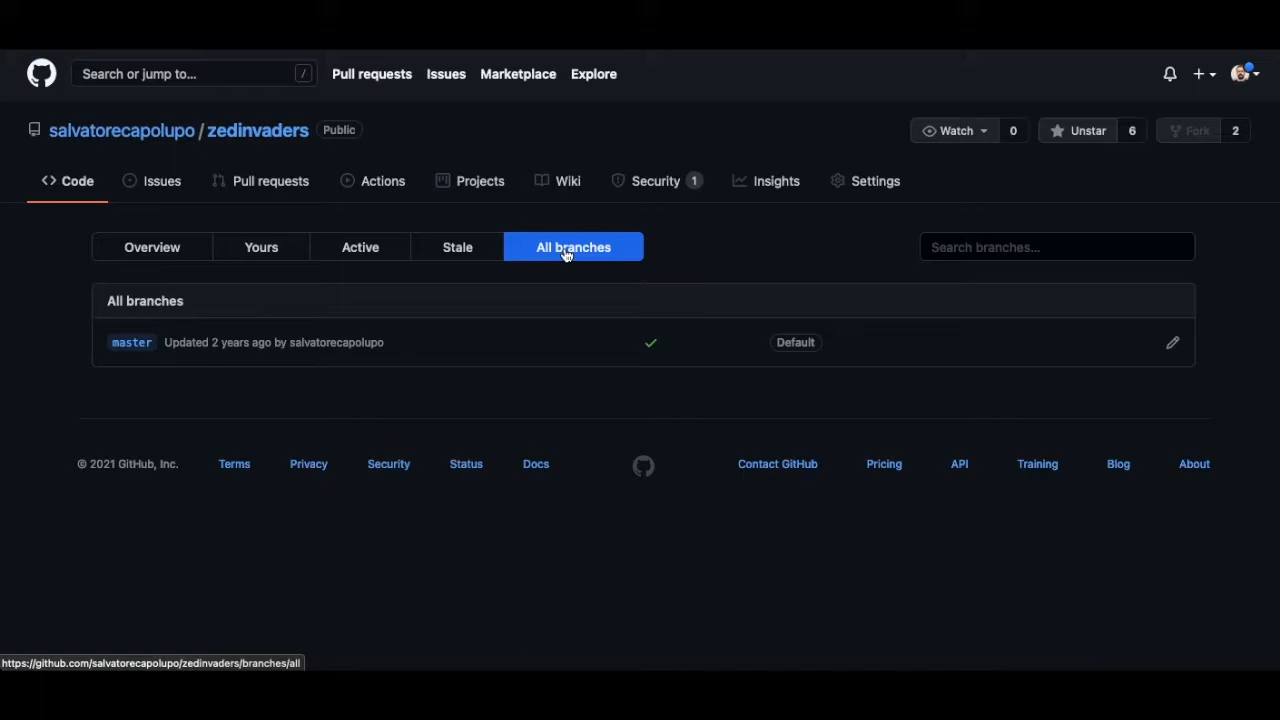 Search or jump to... /
Pull requests Issues Marketplace Explore
salvatorecapolupo / zedinvaders Public
Watch 0 Unstar 6 Fork 2
Code Issues Pull requests Actions Projects Wiki Security 1 Insights Settings
Overview Yours Active Stale All branches Search branches...
All branches
master Updated 2 years ago by salvatorecapolupo Default
© 2021 GitHub, Inc. Terms Privacy Security Status Docs Contact GitHub Pricing API Training Blog About
https://github.com/salvatorecapolupo/zedinvaders/branches/all